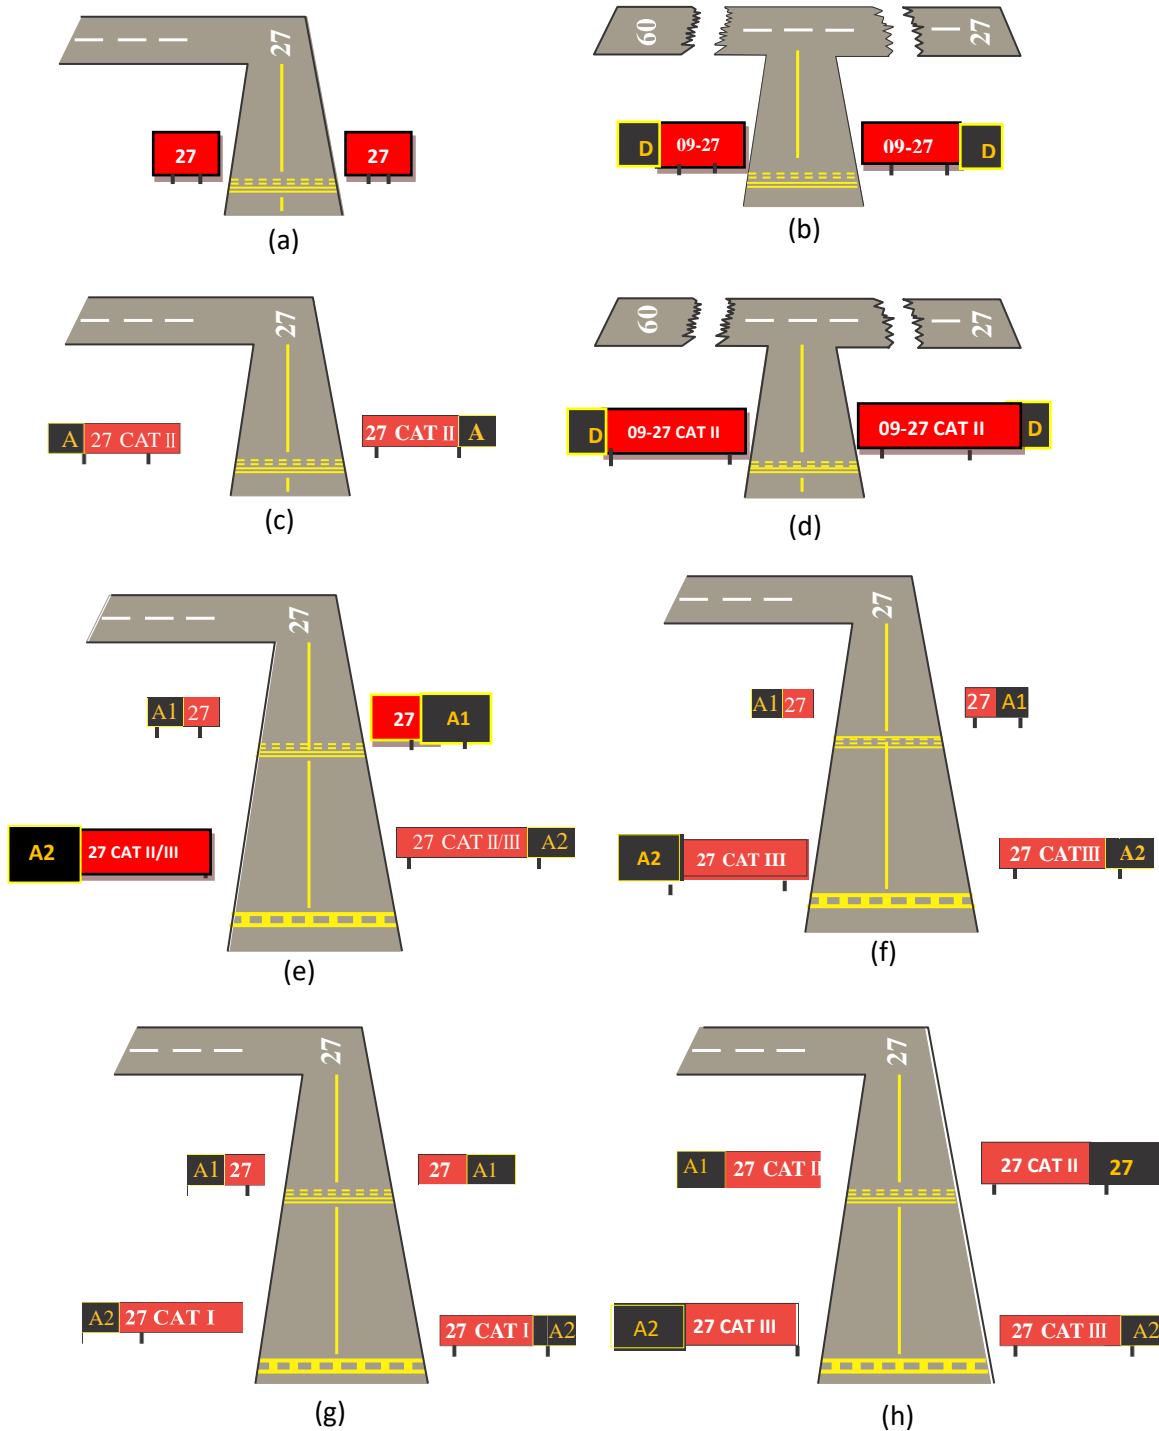 27
27 27
(a)
60 27
D 09-27 09-27 D
(b)
27
A 27 CAT II 27 CAT II A
(c)
60 27
D 09-27 CAT II 09-27 CAT II D
(d)
27
A1 27 27 A1
A2 27 CAT II/III 27 CAT II/III A2
(e)
27
A1 27 27 A1
A2 27 CAT III 27 CATIII A2
(f)
27
A1 27 27 A1
A2 27 CAT I 27 CAT I A2
(g)
27
A1 27 CAT II 27 CAT II 27
A2 27 CAT III 27 CAT III A2
(h)